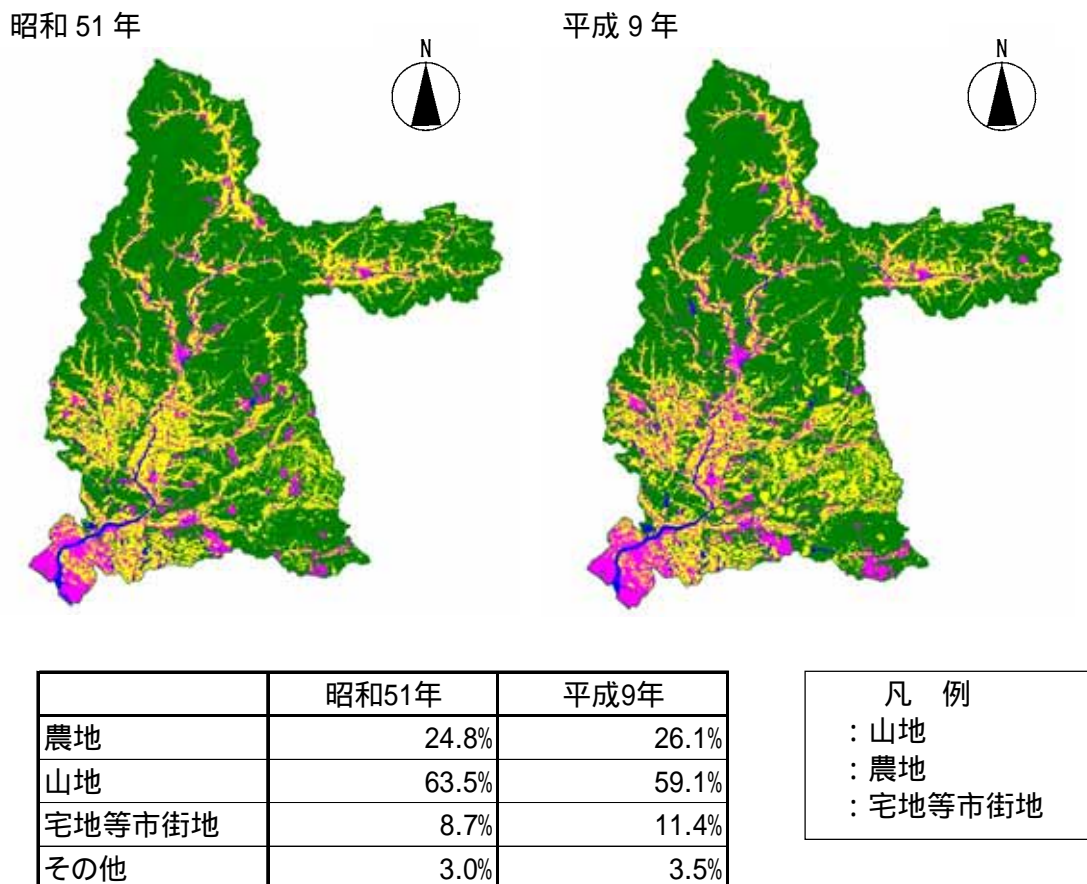 昭和 51 年
平成 9 年
N
N
昭和51年 平成9年
農地 24.8% 26.1%
山地 63.5% 59.1%
宅地等市街地 8.7% 11.4%
その他 3.0% 3.5%
凡 例
：山地
：農地
：宅地等市街地